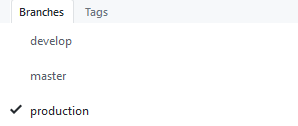 Branches Tags
develop
master
production